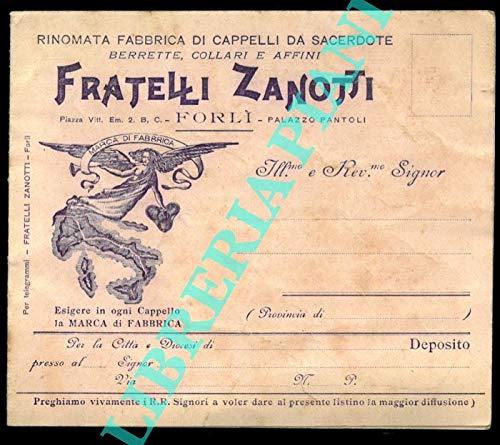 RINOMATA FABBRICA DI CAPPELLI DA SACERDOTE
BERRETTE, COLLARI E AFFINI
FRATELLI ZANOTTI
Piazza Vitt. Em. 2. B, C. - FORLÌ - PALAZZO PANTOLI
MARCA DI FABBRICA
Ill.mo e Rev.mo Signor
Per telegrammi - FRATELLI ZANOTTI - Forlì
Esigere in ogni Cappello
la MARCA di FABBRICA
(Provincia di )
Per la Città e Diocesi di Deposito
presso al Signor
Via N. P.
Preghiamo vivamente i R.R. Signori a voler dare al presente listino la maggior diffusione)
LIBRERIA PIANI